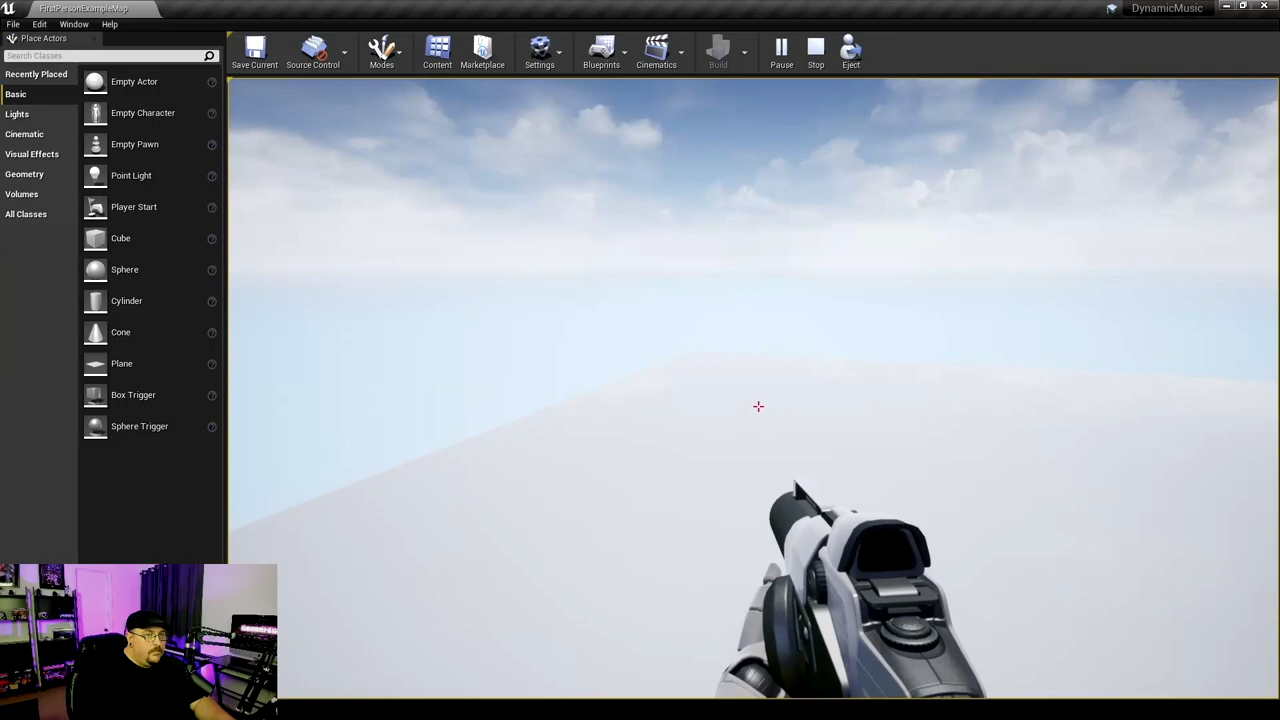 FirstPersonExampleMap
DynamicMusic
File Edit Window Help
Place Actors
Search Classes
Save Current
Source Control
Modes
Content
Marketplace
Settings
Blueprints
Cinematics
Build
Pause
Stop
Eject
Recently Placed
Basic
Lights
Cinematic
Visual Effects
Geometry
Volumes
All Classes
Empty Actor
Empty Character
Empty Pawn
Point Light
Player Start
Cube
Sphere
Cylinder
Cone
Plane
Box Trigger
Sphere Trigger